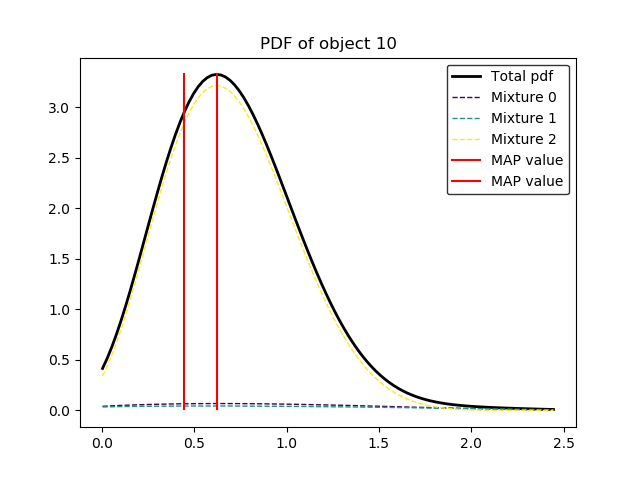 PDF of object 10
Total pdf
Mixture 0
Mixture 1
Mixture 2
MAP value
MAP value
3.0
2.5
2.0
1.5
1.0
0.5
0.0
0.0 0.5 1.0 1.5 2.0 2.5